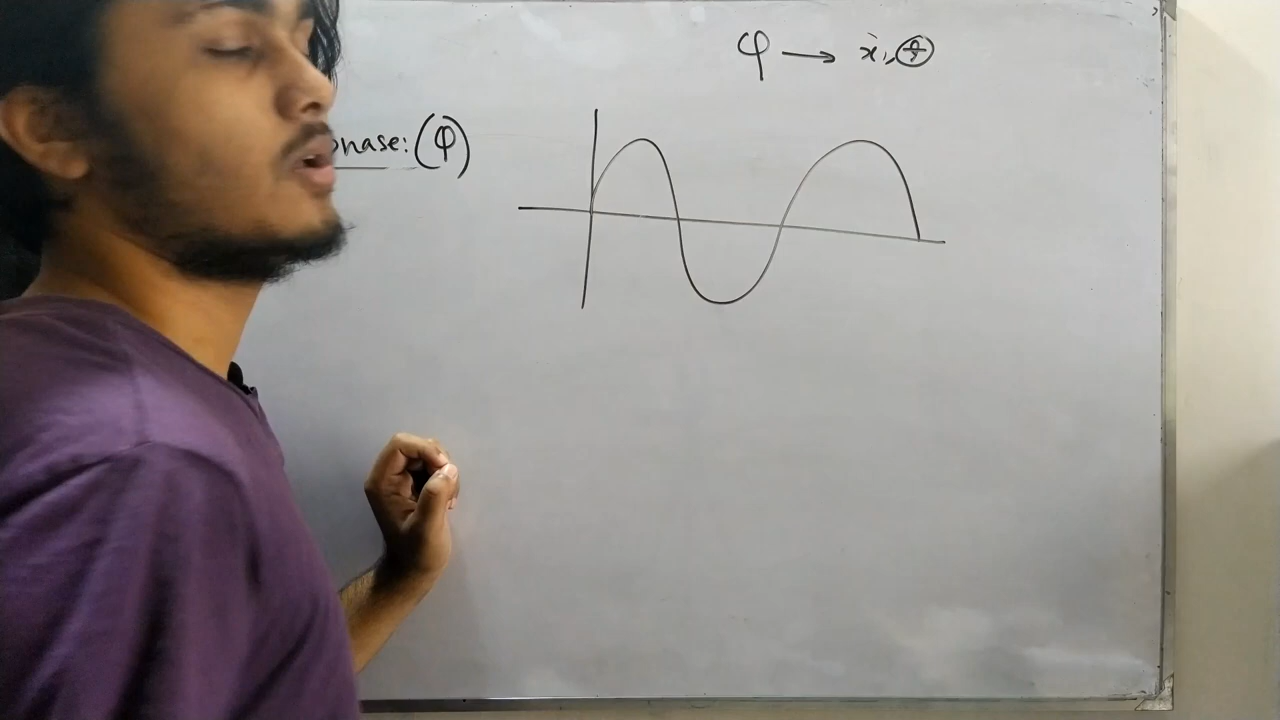 φ → ẋ,
hase: (φ)